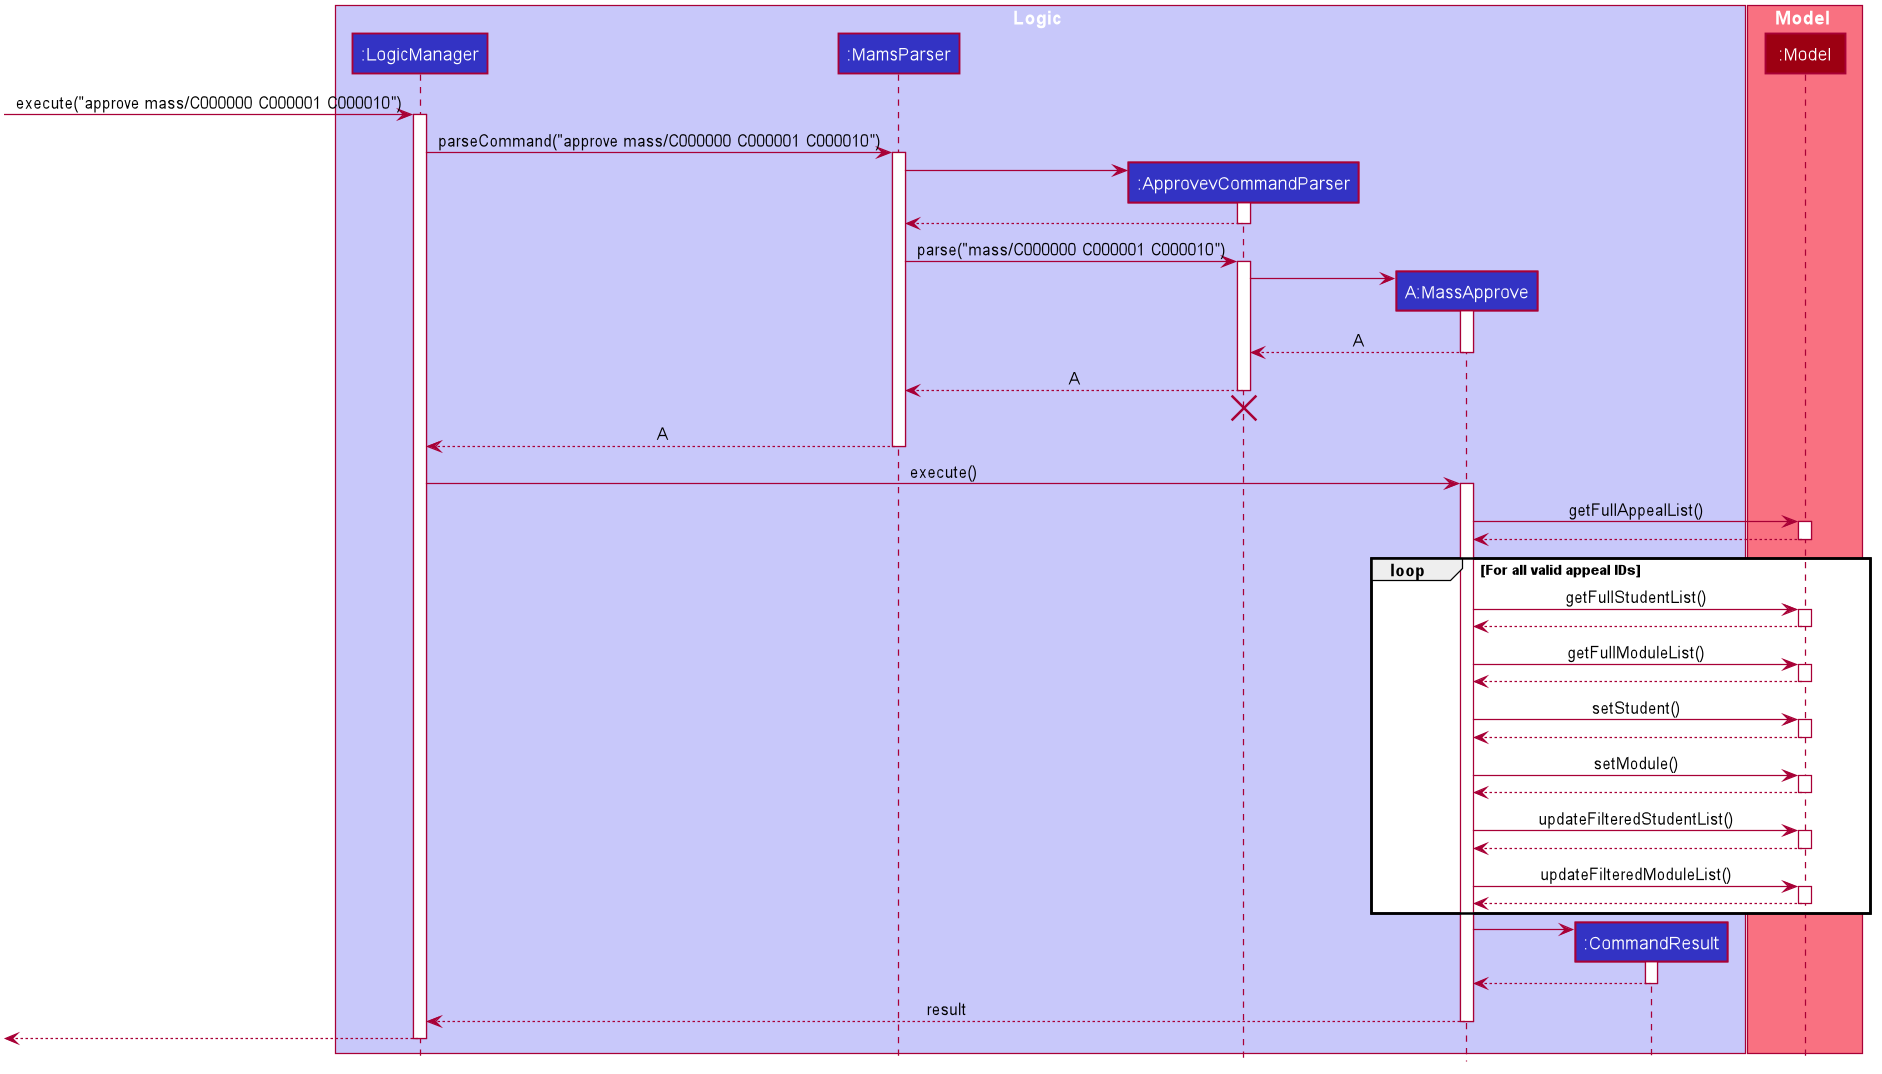 Logic
Model
:LogicManager
:MamsParser
:Model
execute("approve mass/C000000 C000001 C000010")
parseCommand("approve mass/C000000 C000001 C000010")
:ApprovevCommandParser
parse("mass/C000000 C000001 C000010")
A:MassApprove
A
A
A
execute()
getFullAppealList()
loop
[For all valid appeal IDs]
getFullStudentList()
getFullModuleList()
setStudent()
setModule()
updateFilteredStudentList()
updateFilteredModuleList()
:CommandResult
result